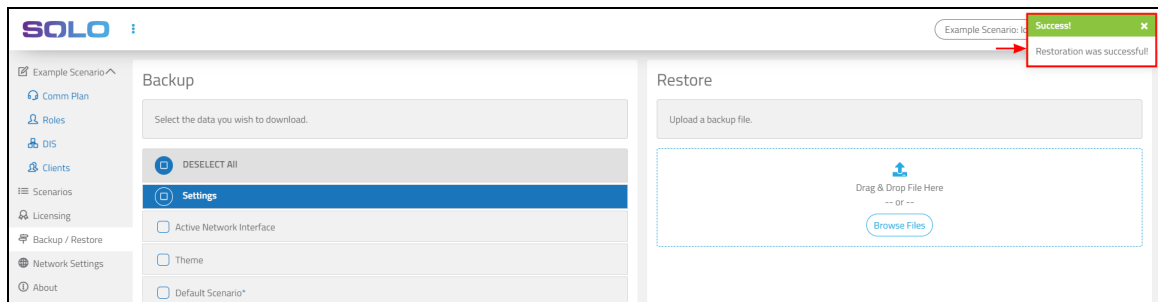 SOLO
Example Scenario:
Success!
Restoration was successful!
Example Scenario
Comm Plan
Roles
DIS
Clients
Scenarios
Licensing
Backup / Restore
Network Settings
About
Backup
Select the data you wish to download.
DESELECT All
Settings
Active Network Interface
Theme
Default Scenario*
Restore
Upload a backup file.
Drag & Drop File Here
-- or --
Browse Files